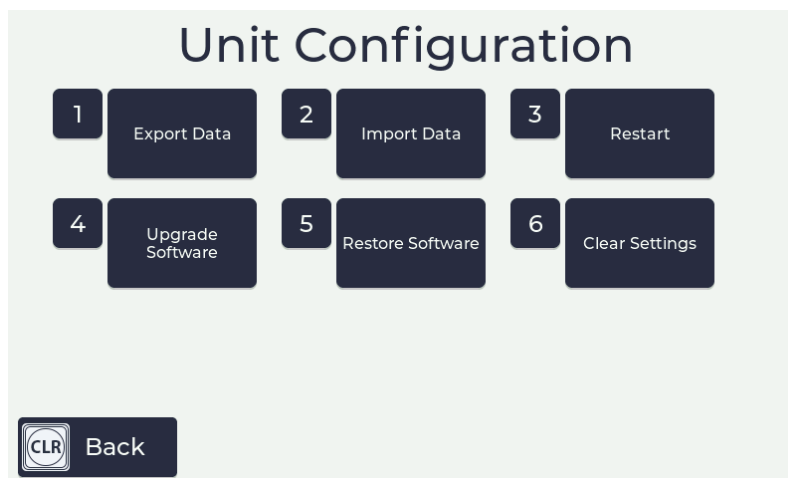 Unit Configuration
1 Export Data
2 Import Data
3 Restart
4 Upgrade
Software
5 Restore Software
6 Clear Settings
CLR Back